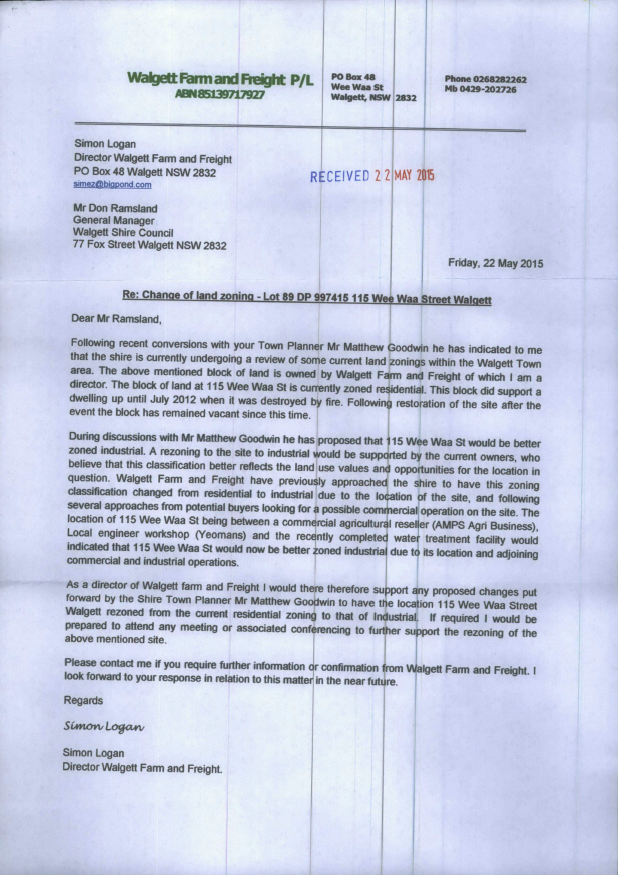 Walgett Farm and Freight P/L
ABN 85139717927
PO Box 48
Wee Waa St
Walgett, NSW 2832
Phone 0268282262
Mb 0429-202726
Simon Logan
Director Walgett Farm and Freight
PO Box 48 Walgett NSW 2832
simez@bigpond.com
RECEIVED 22 MAY 2015
Mr Don Ramsland
General Manager
Walgett Shire Council
77 Fox Street Walgett NSW 2832
Friday, 22 May 2015
Re: Change of land zoning - Lot 89 DP 997415 115 Wee Waa Street Walgett
Dear Mr Ramsland,
Following recent conversions with your Town Planner Mr Matthew Goodwin he has indicated to me
that the shire is currently undergoing a review of some current land zonings within the Walgett Town
area. The above mentioned block of land is owned by Walgett Farm and Freight of which I am a
director. The block of land at 115 Wee Waa St is currently zoned residential. This block did support a
dwelling up until July 2012 when it was destroyed by fire. Following restoration of the site after the
event the block has remained vacant since this time.
During discussions with Mr Matthew Goodwin he has proposed that 115 Wee Waa St would be better
zoned industrial. A rezoning to the site to industrial would be supported by the current owners, who
believe that this classification better reflects the land use values and opportunities for the location in
question. Walgett Farm and Freight have previously approached the shire to have this zoning
classification changed from residential to industrial due to the location of the site, and following
several approaches from potential buyers looking for a possible commercial operation on the site. The
location of 115 Wee Waa St being between a commercial agricultural reseller (AMPS Agri Business),
Local engineer workshop (Yeomans) and the recently completed water treatment facility would
indicated that 115 Wee Waa St would now be better zoned industrial due to its location and adjoining
commercial and industrial operations.
As a director of Walgett farm and Freight I would there therefore support any proposed changes put
forward by the Shire Town Planner Mr Matthew Goodwin to have the location 115 Wee Waa Street
Walgett rezoned from the current residential zoning to that of Industrial. If required I would be
prepared to attend any meeting or associated conferencing to further support the rezoning of the
above mentioned site.
Please contact me if you require further information or confirmation from Walgett Farm and Freight. I
look forward to your response in relation to this matter in the near future.
Regards
Simon Logan
Simon Logan
Director Walgett Farm and Freight.